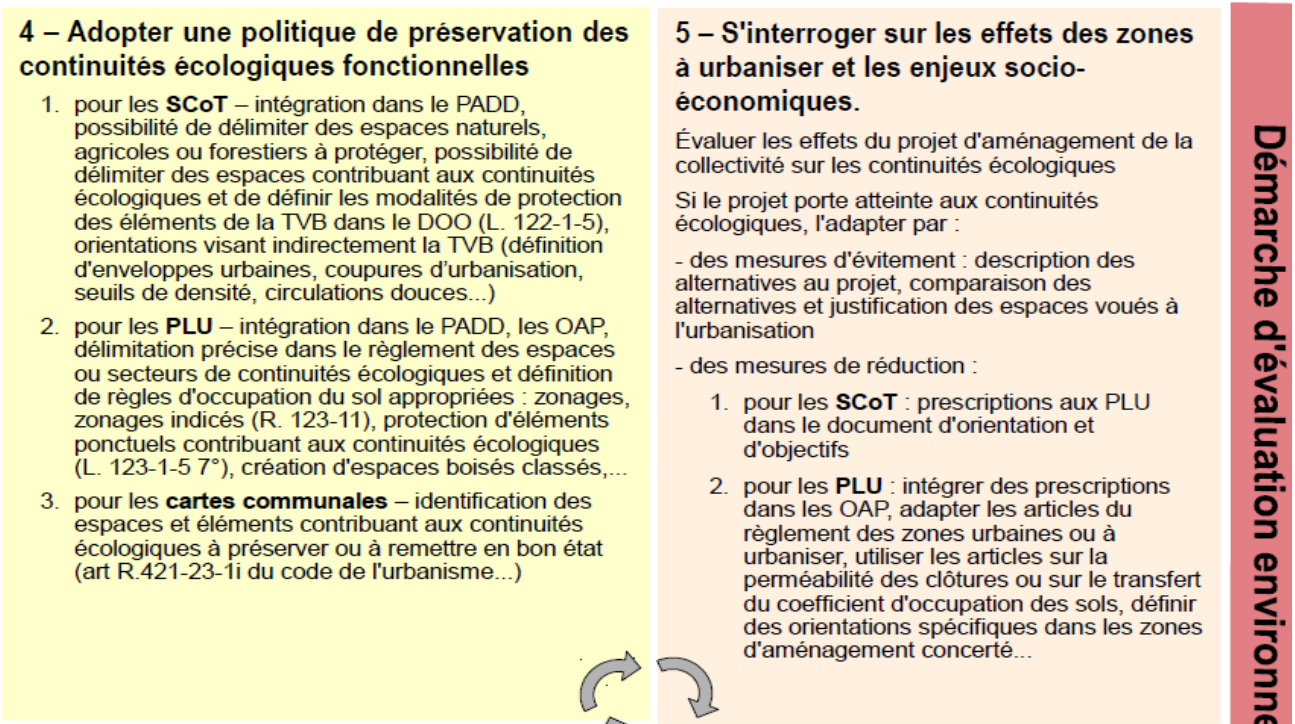 4 – Adopter une politique de préservation des
continuités écologiques fonctionnelles
1. pour les SCoT – intégration dans le PADD,
possibilité de délimiter des espaces naturels,
agricoles ou forestiers à protéger, possibilité de
délimiter des espaces contribuant aux continuités
écologiques et de définir les modalités de protection
des éléments de la TVB dans le DOO (L. 122-1-5),
orientations visant indirectement la TVB (définition
d'enveloppes urbaines, coupures d'urbanisation,
seuils de densité, circulations douces...)
2. pour les PLU – intégration dans le PADD, les OAP,
délimitation précise dans le règlement des espaces
ou secteurs de continuités écologiques et définition
de règles d'occupation du sol appropriées : zonages,
zonages indicés (R. 123-11), protection d'éléments
ponctuels contribuant aux continuités écologiques
(L. 123-1-5 7°), création d'espaces boisés classés,...
3. pour les cartes communales – identification des
espaces et éléments contribuant aux continuités
écologiques à préserver ou à remettre en bon état
(art R.421-23-1i du code de l'urbanisme...)
5 – S'interroger sur les effets des zones
à urbaniser et les enjeux socio-
économiques.
Évaluer les effets du projet d'aménagement de la
collectivité sur les continuités écologiques
Si le projet porte atteinte aux continuités
écologiques, l'adapter par :
- des mesures d'évitement : description des
alternatives au projet, comparaison des
alternatives et justification des espaces voués à
l'urbanisation
- des mesures de réduction :
1. pour les SCoT : prescriptions aux PLU
dans le document d'orientation et
d'objectifs
2. pour les PLU : intégrer des prescriptions
dans les OAP, adapter les articles du
règlement des zones urbaines ou à
urbaniser, utiliser les articles sur la
perméabilité des clôtures ou sur le transfert
du coefficient d'occupation des sols, définir
des orientations spécifiques dans les zones
d'aménagement concerté...
Démarche d'évaluation environne